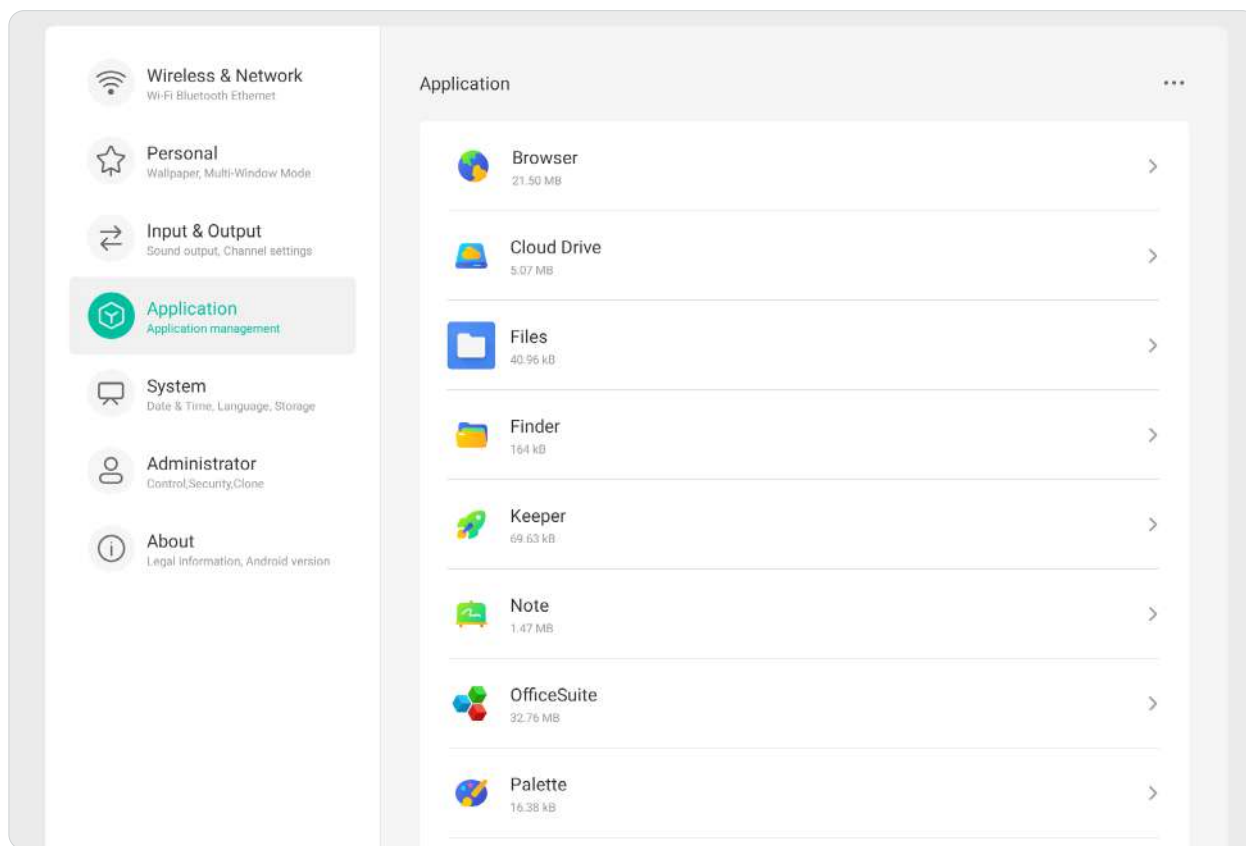 Wireless & Network
Wi-Fi Bluetooth Ethernet
Personal
Wallpaper, Multi-Window Mode
Input & Output
Sound output, Channel settings
Application
Application management
System
Date & Time, Language, Storage
Administrator
Control,Security,Clone
About
Legal information, Android version
Application
Browser
21.50 MB
Cloud Drive
5.07 MB
Files
40.96 kB
Finder
164 kB
Keeper
69.63 kB
Note
1.47 MB
OfficeSuite
32.76 MB
Palette
16.38 kB